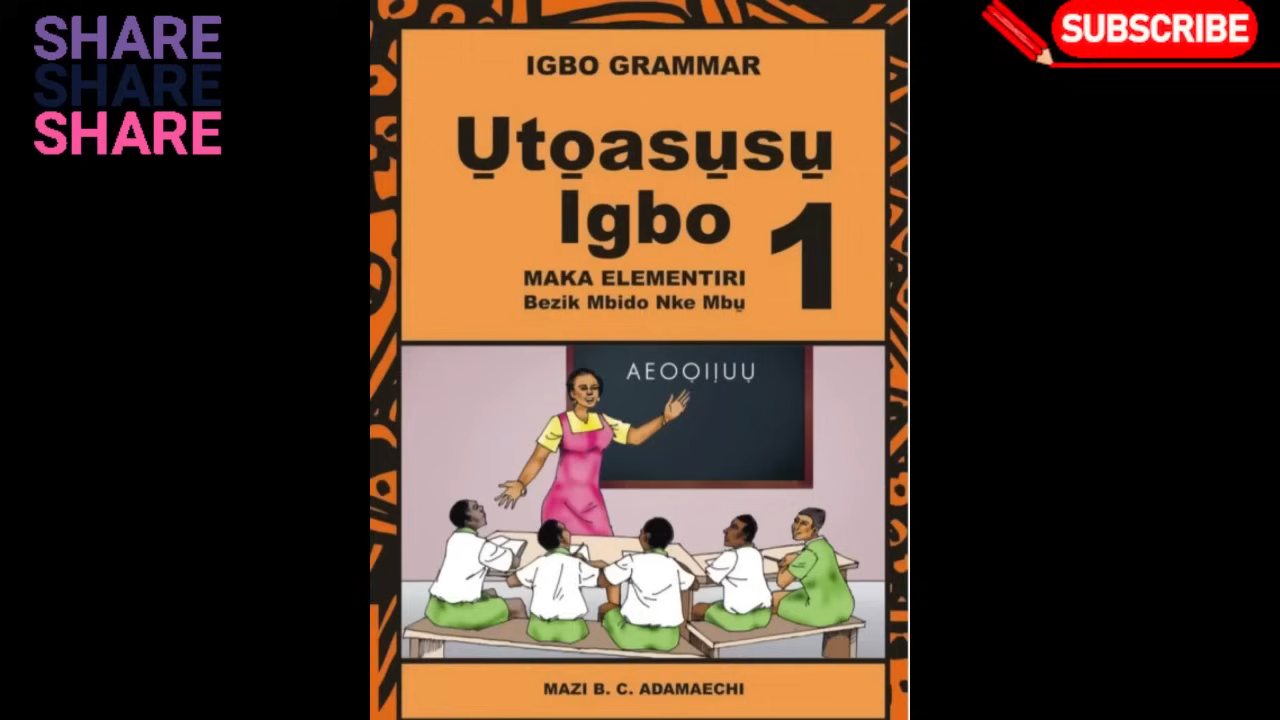 SHARE
SHARE
SHARE
SUBSCRIBE
IGBO GRAMMAR
Ụtọasụsụ
Igbo 1
MAKA ELEMENTIRI
Bezik Mbido Nke Mbụ
AEOỌIỊUỤ
MAZI B. C. ADAMAECHI